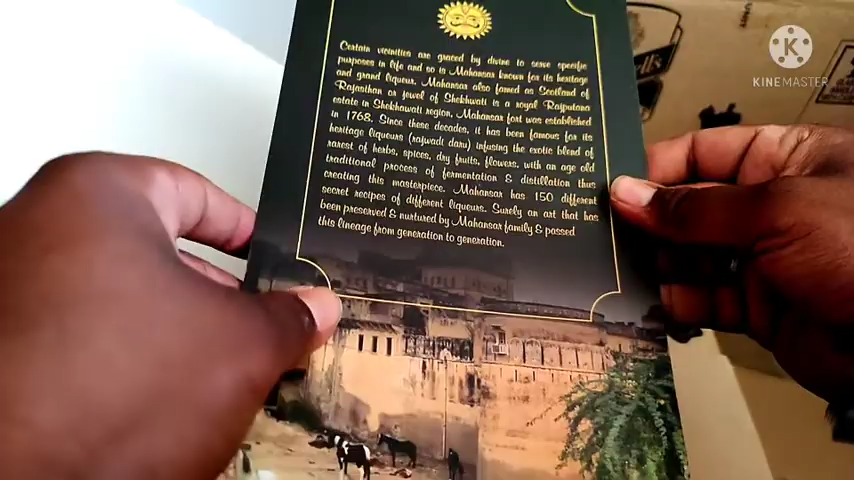 Certain vicinities are graced by divine to serve specific
purposes in life and so is Mahansar known for its heritage
and grand liqueur. Mahansar also famed as Scotland of
Rajasthan or jewel of Shekhwati is a royal Rajputana
estate in Shekhawati region, Mahansar fort was established
in 1768. Since these decades, it has been famous for its
heritage liqueurs (rajwadi daru) infusing the exotic blend of
rarest of herbs, spices, dry fruits, flowers, with an age old
traditional process of fermentation & distillation thus
creating this masterpiece. Mahansar has 150 different
secret recipes of different liqueurs. Surely an art that has
been preserved & nurtured by Mahansar family & passed
this lineage from generation to generation.
K
KINEMASTER